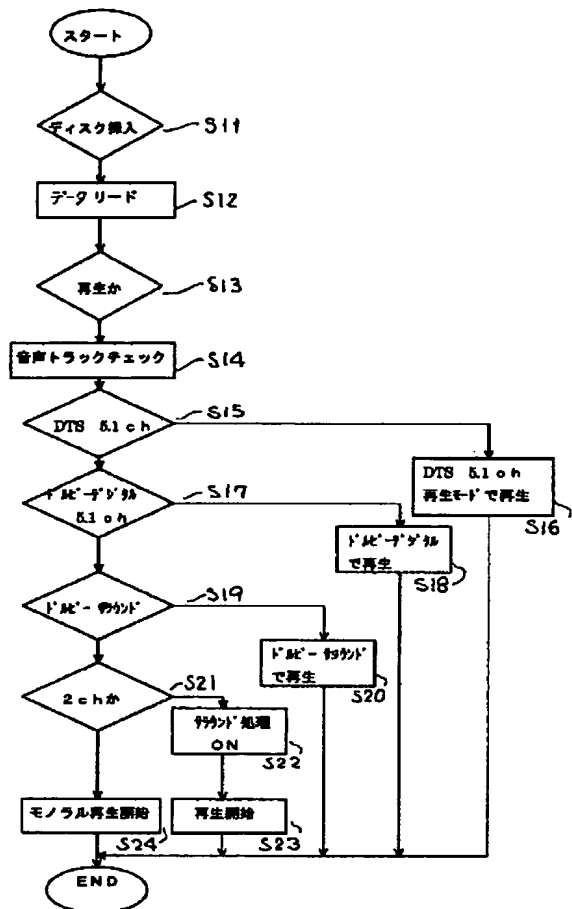 スタート
ディスク挿入
S11
データリード
S12
再生か
S13
音声トラックチェック
S14
DTS 5.1ch
S15
DTS 5.1ch
再生モードで再生
S16
ドルビーデジタル
5.1ch
S17
ドルビーデジタル
で再生
S18
ドルビーサラウンド
S19
ドルビーサラウンド
で再生
S20
2chか
S21
サラウンド処理
ON
S22
モノラル再生開始
S24
再生開始
S23
END